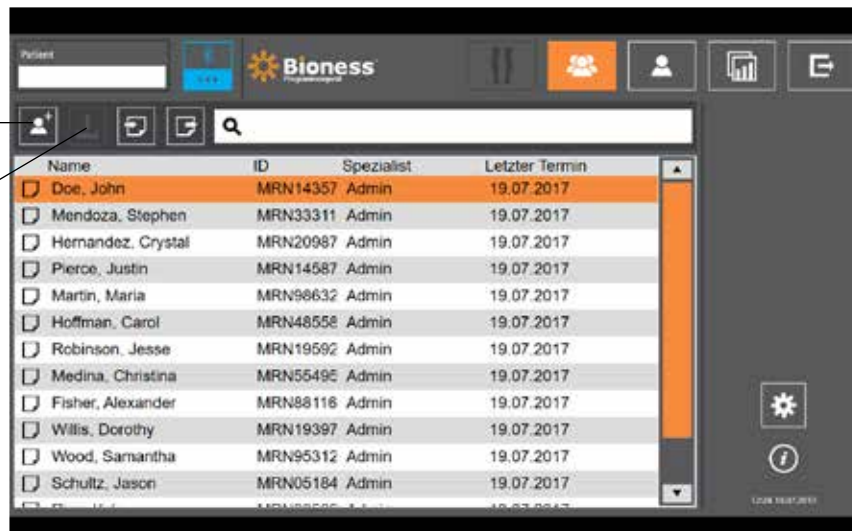 Patient
Bioness
Name ID Spezialist Letzter Termin
Doe, John MRN14357 Admin 19.07.2017
Mendoza, Stephen MRN33311 Admin 19.07.2017
Hernandez, Crystal MRN20987 Admin 19.07.2017
Pierce, Justin MRN14587 Admin 19.07.2017
Martin, Maria MRN98632 Admin 19.07.2017
Hoffman, Carol MRN48558 Admin 19.07.2017
Robinson, Jesse MRN19592 Admin 19.07.2017
Medina, Christina MRN55495 Admin 19.07.2017
Fisher, Alexander MRN88116 Admin 19.07.2017
Willis, Dorothy MRN19397 Admin 19.07.2017
Wood, Samantha MRN95312 Admin 19.07.2017
Schultz, Jason MRN05184 Admin 19.07.2017